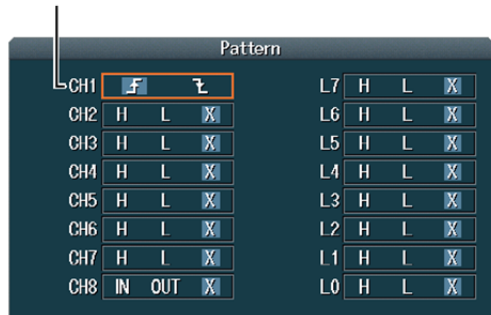 Pattern
CH1 L7 H L X
CH2 H L X L6 H L X
CH3 H L X L5 H L X
CH4 H L X L4 H L X
CH5 H L X L3 H L X
CH6 H L X L2 H L X
CH7 H L X L1 H L X
CH8 IN OUT X L0 H L X